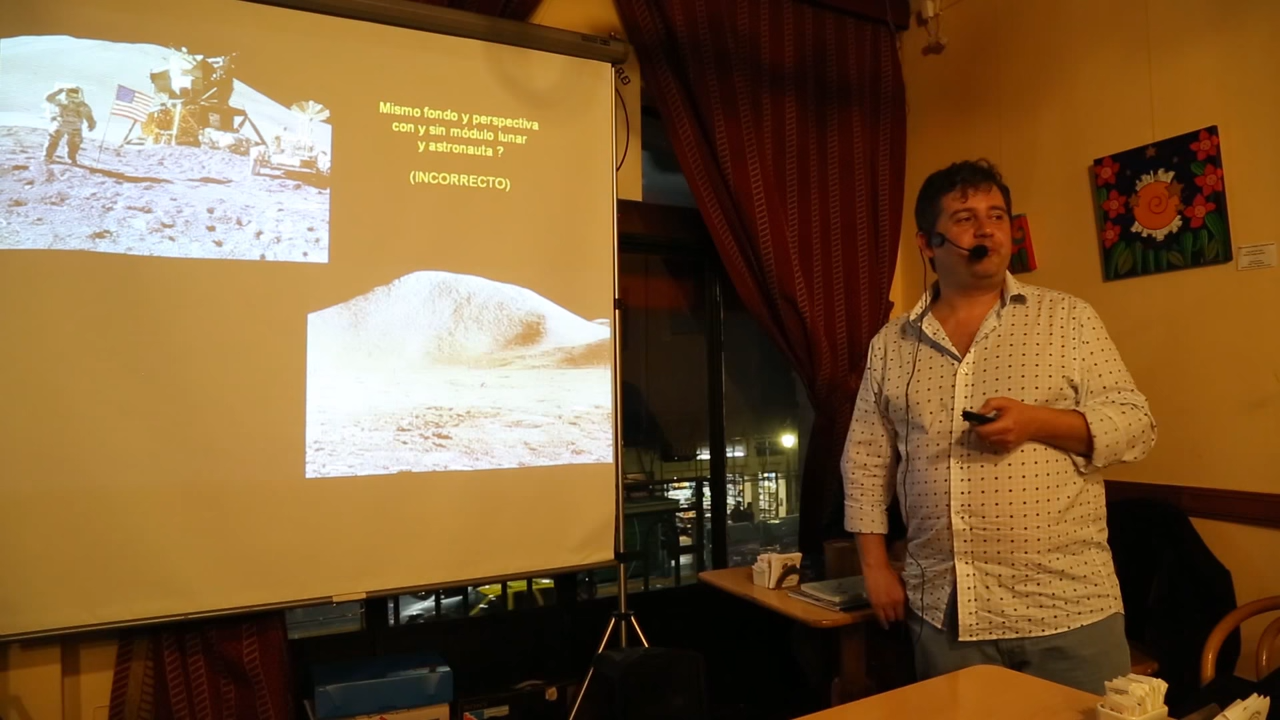 Mismo fondo y perspectiva
con y sin módulo lunar
y astronauta ?
(INCORRECTO)